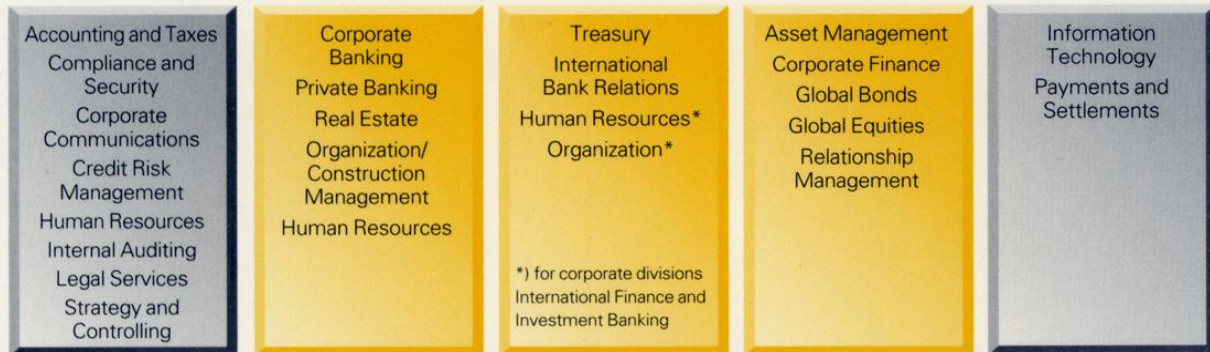 Accounting and Taxes
Compliance and
Security
Corporate
Communications
Credit Risk
Management
Human Resources
Internal Auditing
Legal Services
Strategy and
Controlling
Corporate
Banking
Private Banking
Real Estate
Organization/
Construction
Management
Human Resources
Treasury
International
Bank Relations
Human Resources*
Organization*
*) for corporate divisions
International Finance and
Investment Banking
Asset Management
Corporate Finance
Global Bonds
Global Equities
Relationship
Management
Information
Technology
Payments and
Settlements